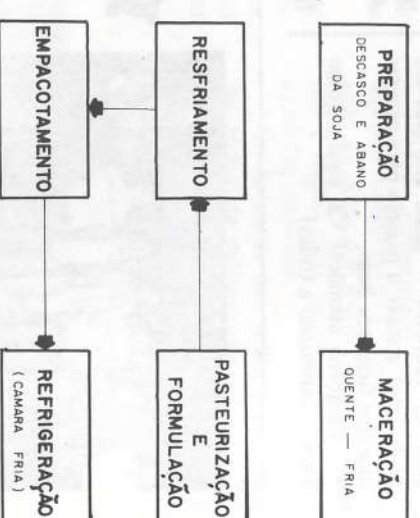 PREPARAÇÃO
DESCASCO E ABANO
DA SOJA
MACERAÇÃO
QUENTE — FRIA
RESFRIAMENTO
PASTEURIZAÇÃO
E
FORMULAÇÃO
EMPACOTAMENTO
REFRIGERAÇÃO
(CAMARA FRIA)